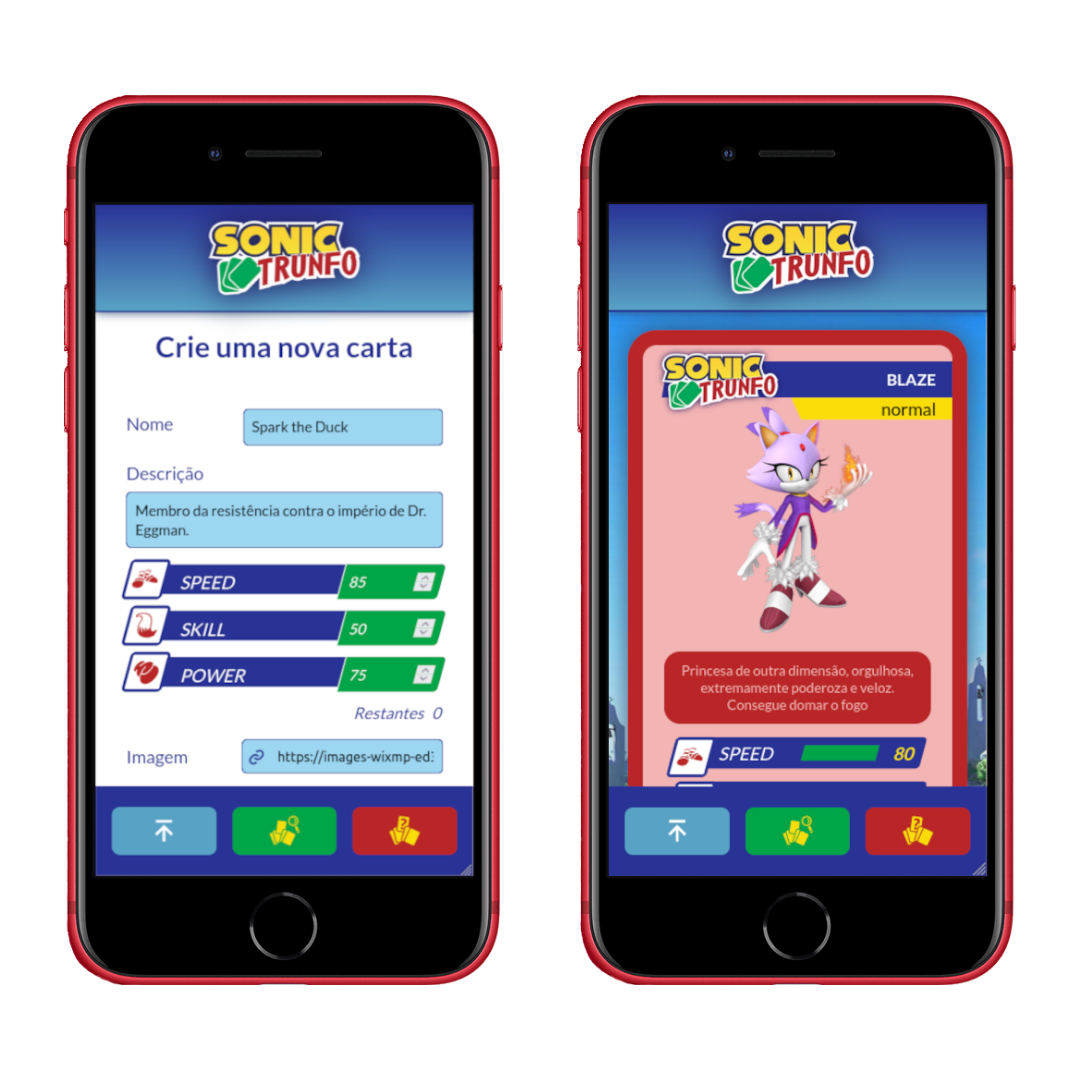 SONIC
TRUNFO
Crie uma nova carta
Nome
Spark the Duck
Descrição
Membro da resistência contra o império de Dr.
Eggman.
SPEED
85
SKILL
50
POWER
75
Restantes 0
Imagem
https://images-wixmp-ed:
?
SONIC
TRUNFO
SONIC
TRUNFO
BLAZE
normal
Princesa de outra dimensão, orgulhosa,
extremamente poderoza e veloz.
Consegue domar o fogo
SPEED
80
?